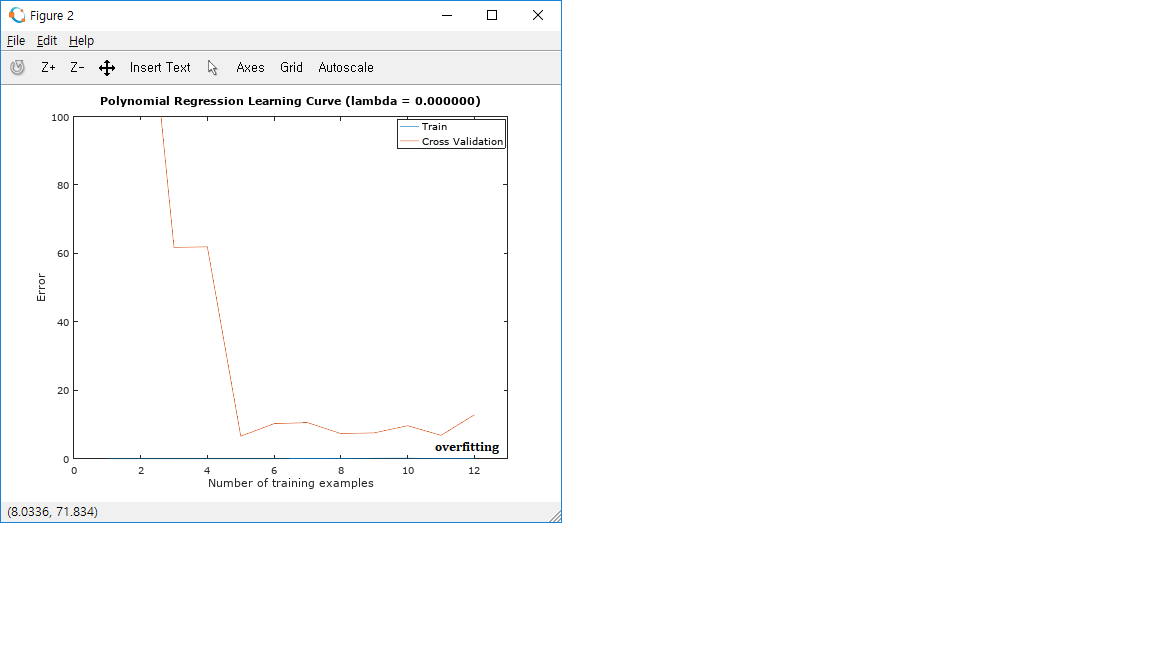 Figure 2
File Edit Help
Z+ Z- Insert Text Axes Grid Autoscale
Polynomial Regression Learning Curve (lambda = 0.000000)
100
Train
Cross Validation
80
60
Error
40
20
overfitting
0
0 2 4 6 8 10 12
Number of training examples
(8.0336, 71.834)